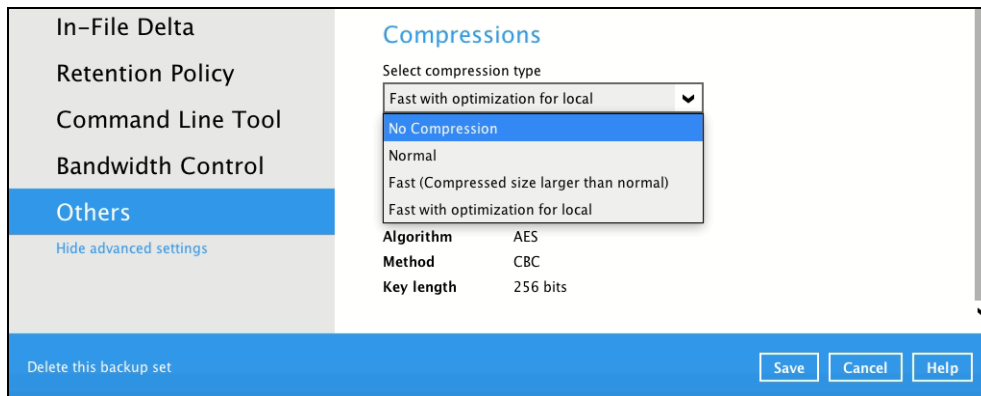 In-File Delta
Retention Policy
Command Line Tool
Bandwidth Control
Others
Hide advanced settings
Compressions
Select compression type
Fast with optimization for local
No Compression
Normal
Fast (Compressed size larger than normal)
Fast with optimization for local
Algorithm AES
Method CBC
Key length 256 bits
Delete this backup set
Save Cancel Help